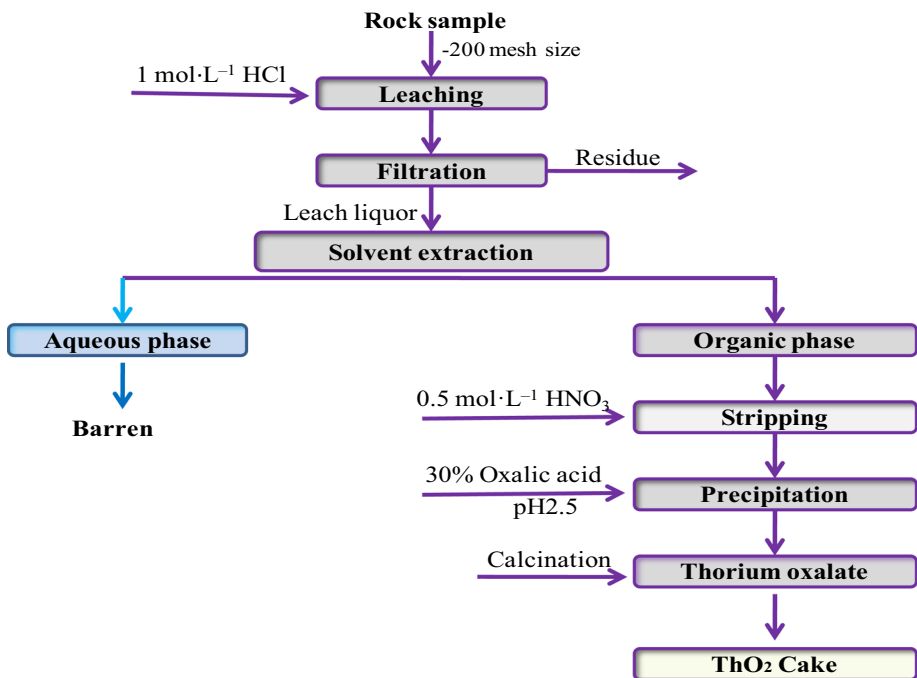 Rock sample
-200 mesh size
1 mol·L⁻¹ HCl
Leaching
Filtration
Residue
Leach liquor
Solvent extraction
Aqueous phase
Organic phase
Barren
0.5 mol·L⁻¹ HNO₃
Stripping
30% Oxalic acid
pH2.5
Precipitation
Calcination
Thorium oxalate
ThO₂ Cake